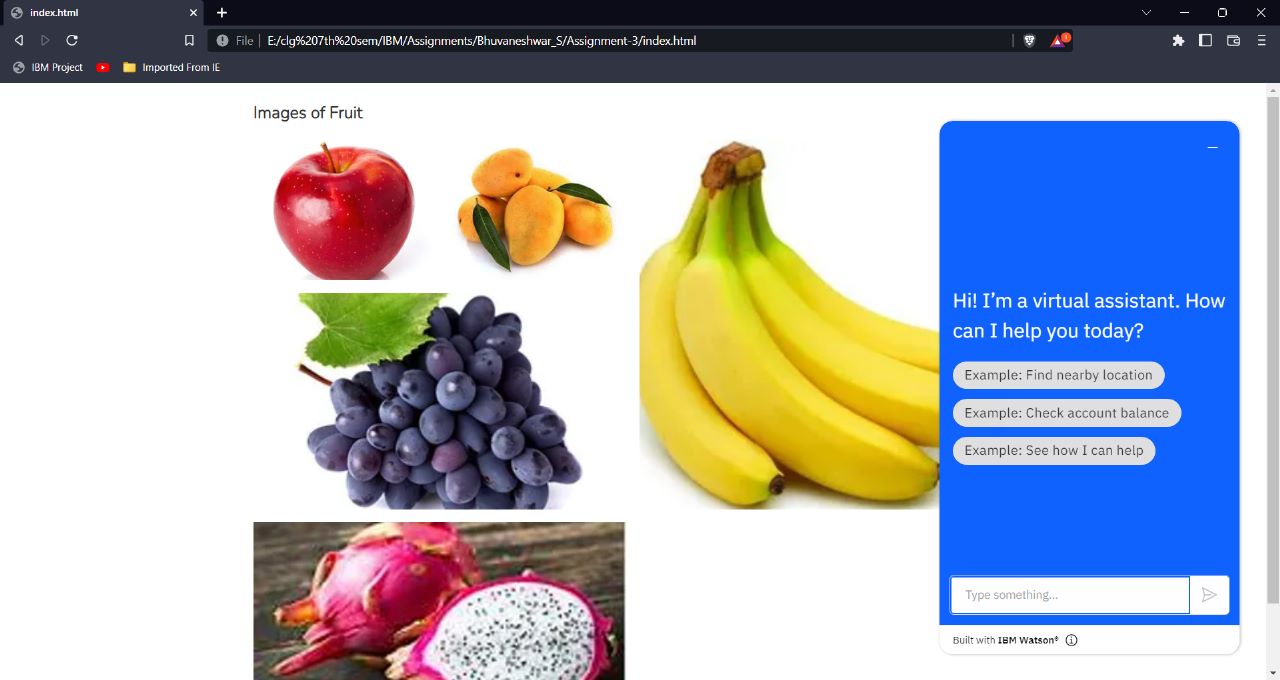 index.html
File
E:/clg%207th%20sem/IBM/Assignments/Bhuvaneshwar_S/Assignment-3/index.html
1
IBM Project
Imported From IE
Images of Fruit
Hi! I’m a virtual assistant. How
can I help you today?
Example: Find nearby location
Example: Check account balance
Example: See how I can help
Type something...
Built with IBM Watson®